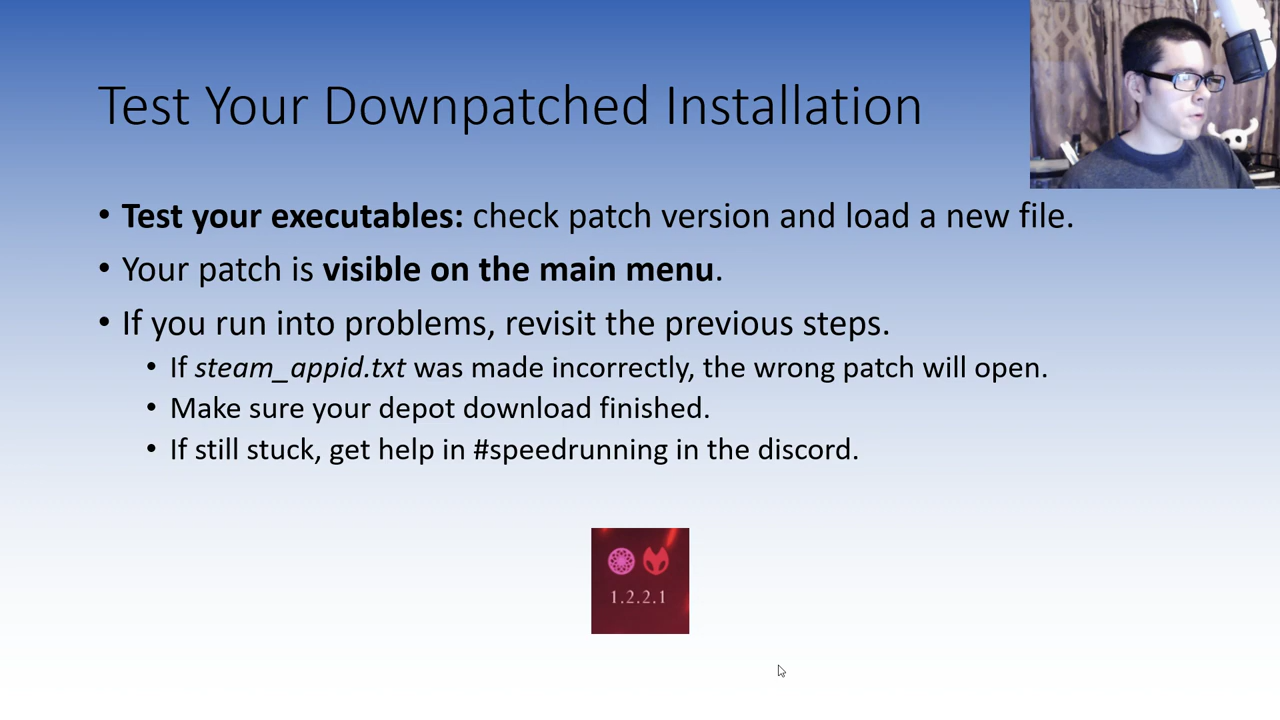 Test Your Downpatched Installation
• Test your executables: check patch version and load a new file.
• Your patch is visible on the main menu.
• If you run into problems, revisit the previous steps.
• If steam_appid.txt was made incorrectly, the wrong patch will open.
• Make sure your depot download finished.
• If still stuck, get help in #speedrunning in the discord.
1.2.2.1